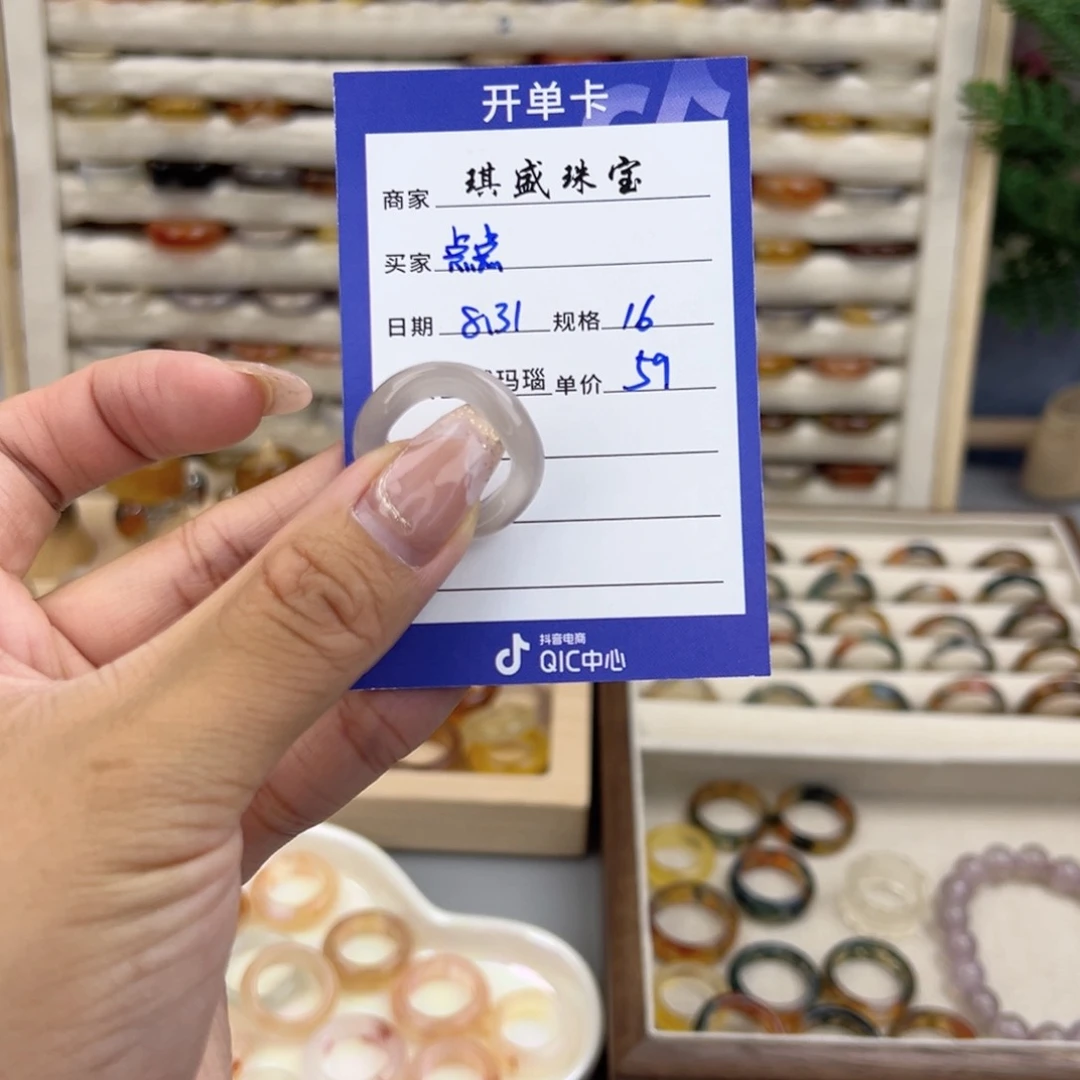 开单卡
商家 琪盛珠宝
买家 点点
日期 8.31 规格 16
玛瑙 单价 59
抖音电商
QIC中心